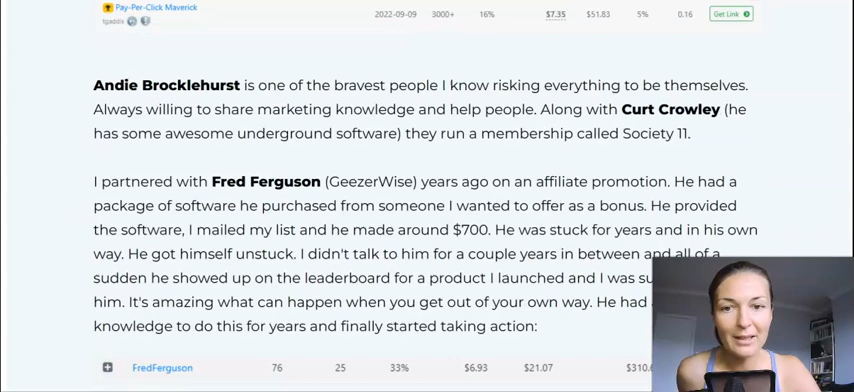 Pay-Per-Click Maverick
tgaddis
2022-09-09 3000+ 16% $7.35 $51.83 5% 0.16 Get Link
Andie Brocklehurst is one of the bravest people I know risking everything to be themselves.
Always willing to share marketing knowledge and help people. Along with Curt Crowley (he
has some awesome underground software) they run a membership called Society 11.
I partnered with Fred Ferguson (GeezerWise) years ago on an affiliate promotion. He had a
package of software he purchased from someone I wanted to offer as a bonus. He provided
the software, I mailed my list and he made around $700. He was stuck for years and in his own
way. He got himself unstuck. I didn't talk to him for a couple years in between and all of a
sudden he showed up on the leaderboard for a product I launched and I was
him. It's amazing what can happen when you get out of your own way. He had
knowledge to do this for years and finally started taking action:
FredFerguson 76 25 33% $6.93 $21.07